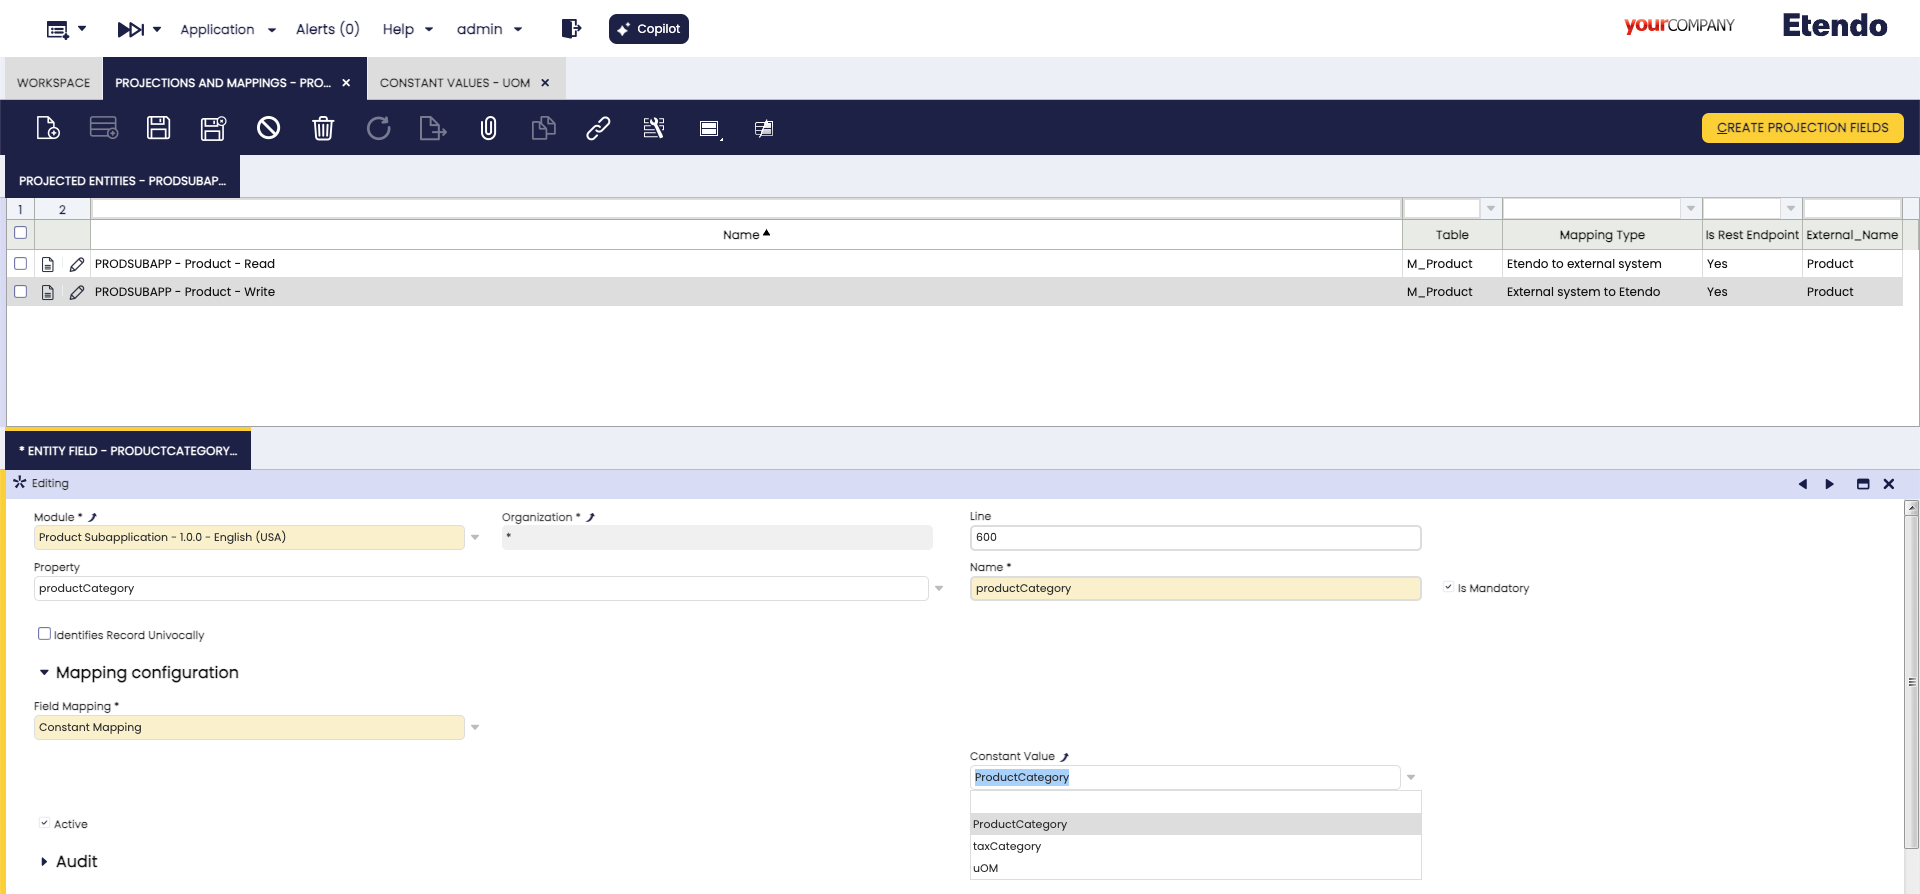 Application
Alerts (0)
Help
admin
Copilot
yourCOMPANY
Etendo
WORKSPACE
PROJECTIONS AND MAPPINGS - PRO...
CONSTANT VALUES - UOM
CREATE PROJECTION FIELDS
PROJECTED ENTITIES - PRODSUBAP...
1 2
Name Table Mapping Type Is Rest Endpoint External_Name
PRODSUBAPP - Product - Read M_Product Etendo to external system Yes Product
PRODSUBAPP - Product - Write M_Product External system to Etendo Yes Product
* ENTITY FIELD - PRODUCTCATEGORY...
Editing
Module * Organization * Line
Product Subapplication - 1.0.0 - English (USA) * 600
Property Name *
productCategory productCategory Is Mandatory
Identifies Record Univocally
Mapping configuration
Field Mapping *
Constant Mapping
Constant Value
ProductCategory
Active
ProductCategory
taxCategory
uOM
Audit